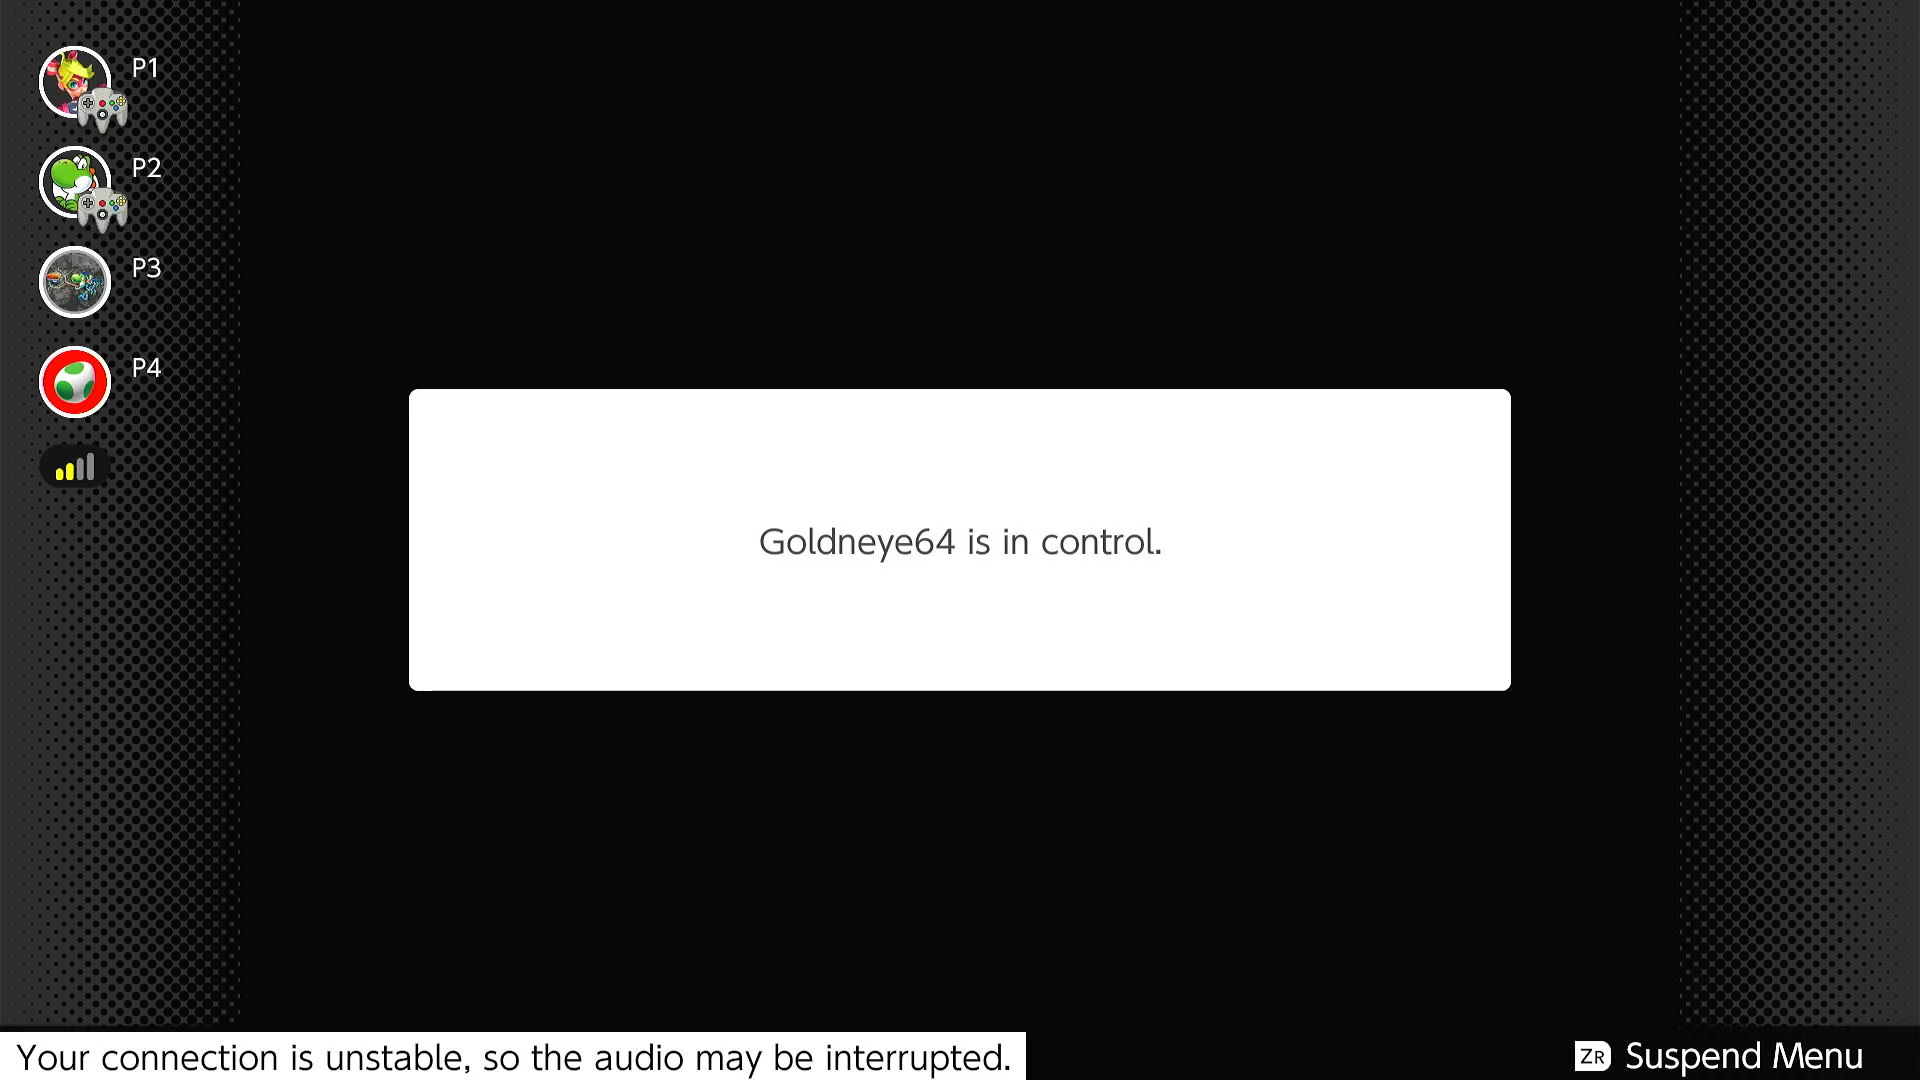 P1
P2
P3
P4
Goldneye64 is in control.
Your connection is unstable, so the audio may be interrupted.
ZR Suspend Menu